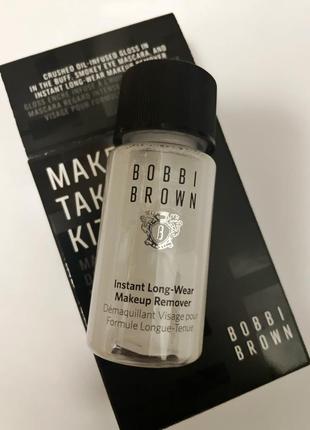 CRUSHED OIL-INFUSED GLOSS IN
IN THE BUFF, SMOKEY EYE MASCARA, AND
INSTANT LONG-WEAR MAKEUP REMOVER
MAKE
TAK
KI
BOBBI
BROWN
Instant Long-Wear
Makeup Remover
Démaquillant Visage pour
Formule Longue-Tenue
BOBBI
BROWN